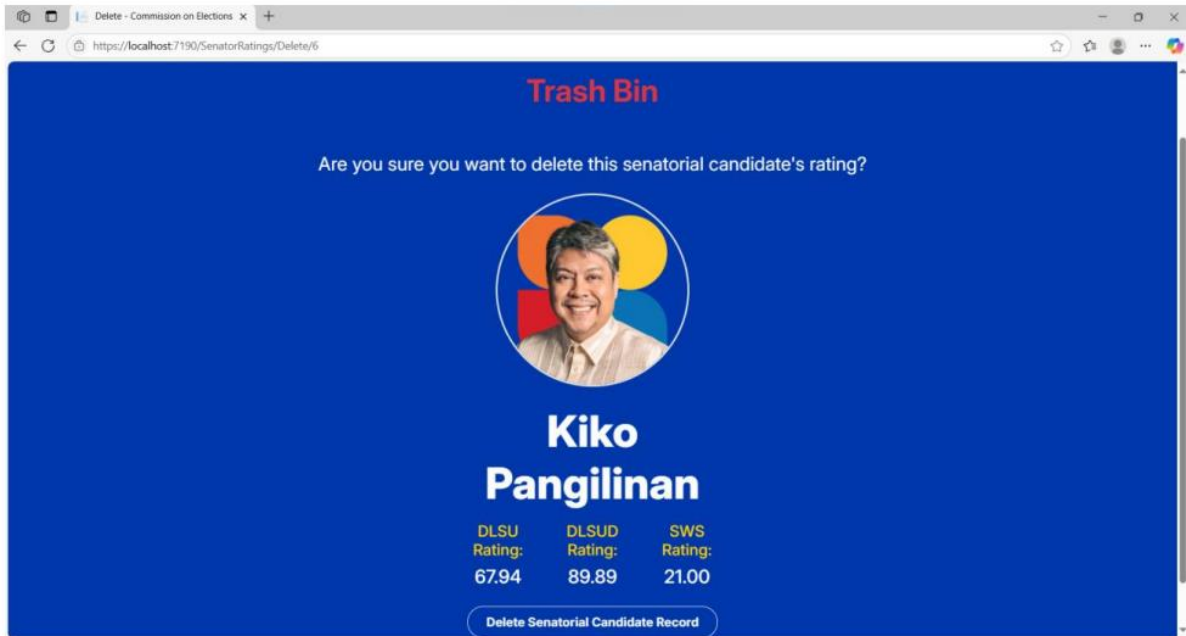 Delete - Commission on Elections
https://localhost:7190/SenatorRatings/Delete/6
Trash Bin
Are you sure you want to delete this senatorial candidate's rating?
Kiko
Pangilinan
DLSU DLSUD SWS
Rating: Rating: Rating:
67.94 89.89 21.00
Delete Senatorial Candidate Record